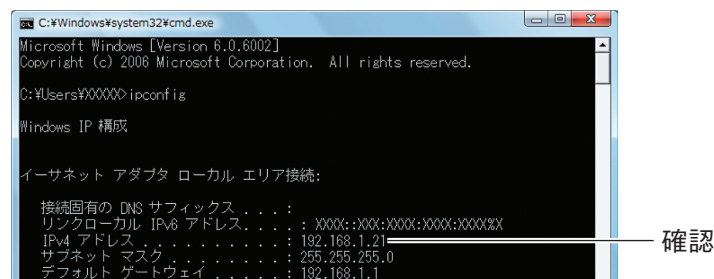 C:¥Windows¥system32¥cmd.exe
Microsoft Windows [Version 6.0.6002]
Copyright (c) 2006 Microsoft Corporation.  All rights reserved.
C:¥Users¥XXXXX>ipconfig
Windows IP 構成
イーサネット アダプタ ローカル エリア接続:
接続固有の DNS サフィックス . . . :
リンクローカル IPv6 アドレス. . . . : XXXX::XXX:XXXX:XXXX:XXXX%X
IPv4 アドレス . . . . . . . . . . : 192.168.1.21
確認
サブネット マスク . . . . . . . . : 255.255.255.0
デフォルト ゲートウェイ . . . . . : 192.168.1.1